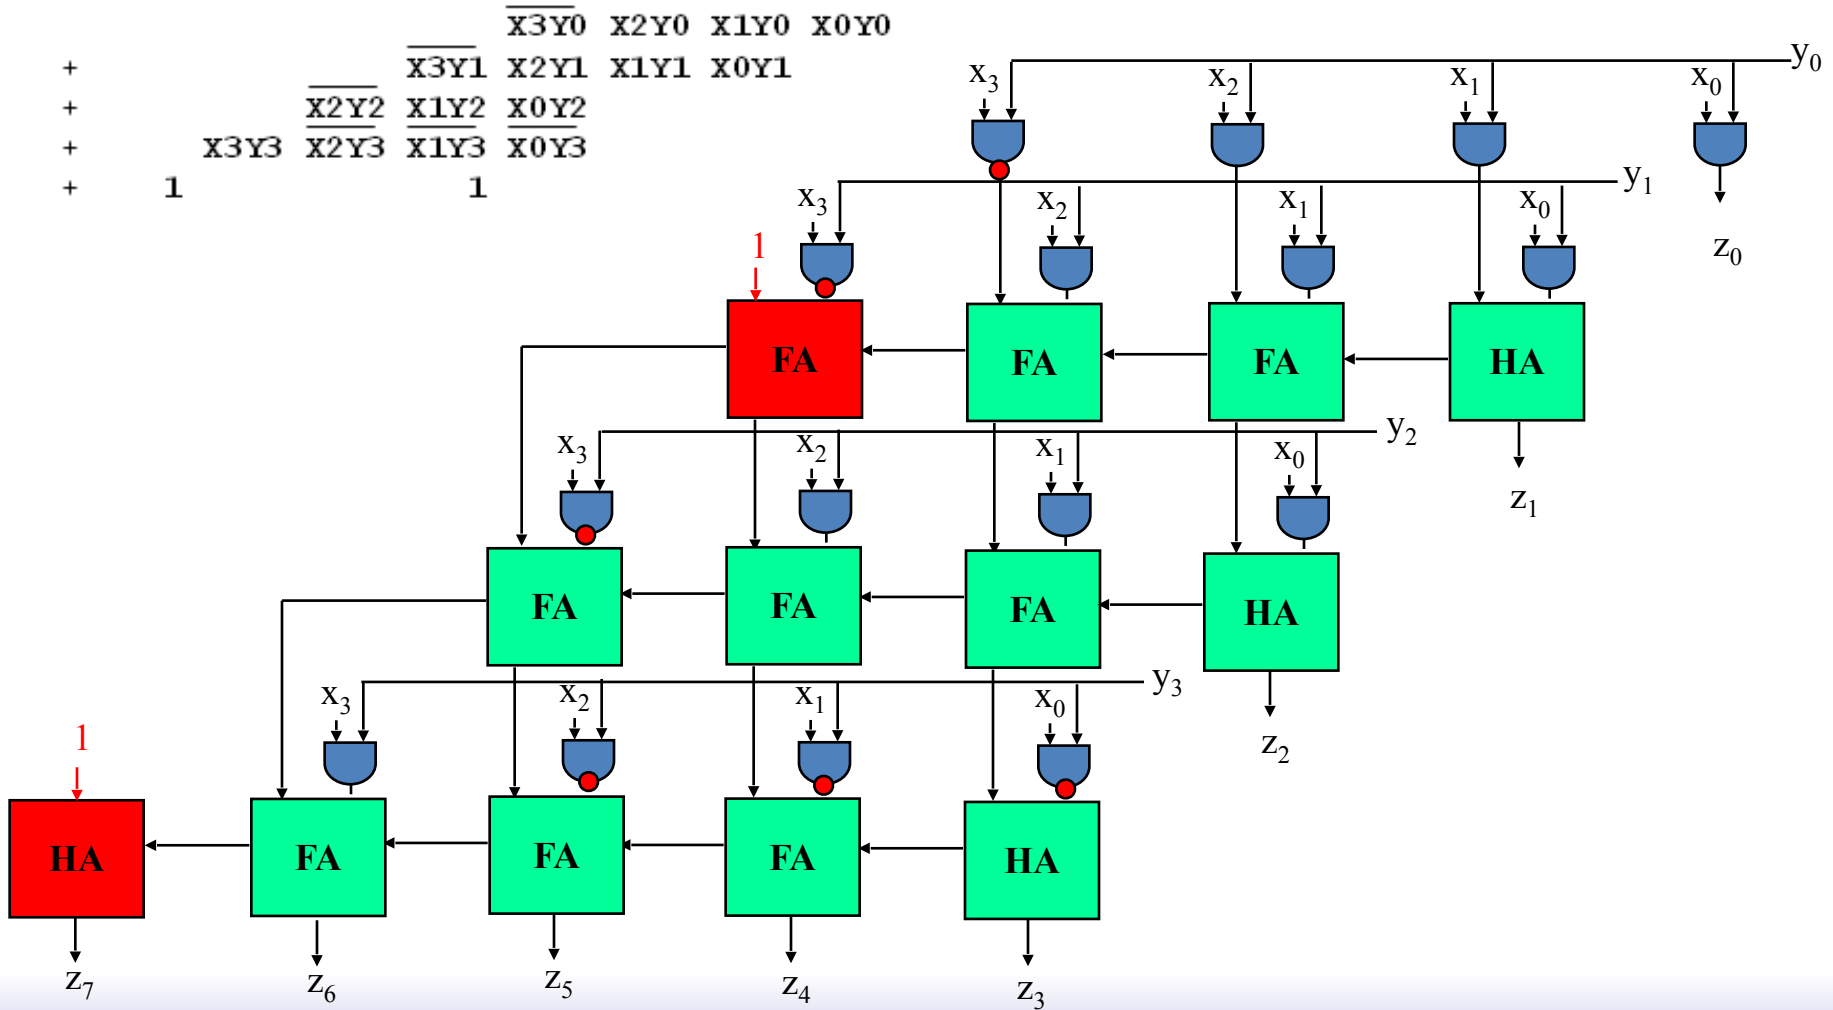 X3Y0 X2Y0 X1Y0 X0Y0
+ X3Y1 X2Y1 X1Y1 X0Y1
+ X2Y2 X1Y2 X0Y2
+ X3Y3 X2Y3 X1Y3 X0Y3
+ 1 1
y0
x3 x2 x1 x0
y1
x3 x2 x1 x0
z0
1
FA FA FA HA
y2
x3 x2 x1 x0
z1
FA FA FA HA
y3
x3 x2 x1 x0
z2
1
HA FA FA FA HA
z7 z6 z5 z4 z3